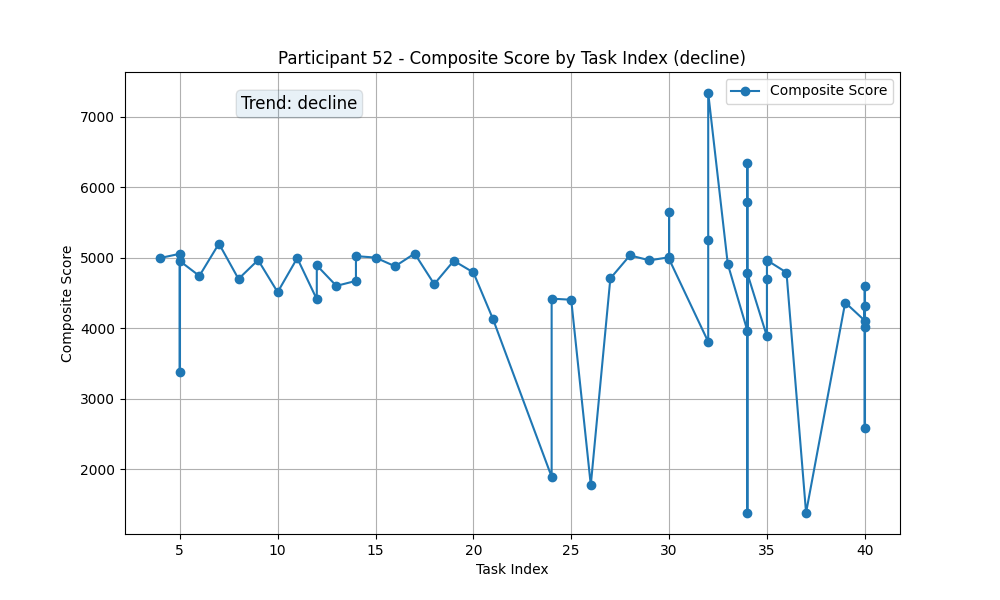 Participant 52 - Composite Score by Task Index (decline)
Trend: decline
Composite Score
7000
6000
5000
4000
3000
2000
Composite Score
5 10 15 20 25 30 35 40
Task Index